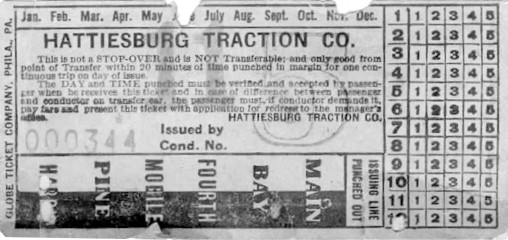 Jan. Feb. Mar. Apr. May July Aug. Sept. Oct. Nov. Dec.
HATTIESBURG TRACTION CO.
This is not a STOP-OVER and is NOT Transferable; and only good from
point of Transfer within 20 minutes of time punched in margin for one con-
tinuous trip on day of issue.
The DAY and TIME punched must be verified and accepted by passen-
ger when he receives this ticket and in case of difference between passenger
and conductor on transfer car, the passenger must, if conductor demands it,
pay fare and present this ticket with application for redress to the manager's
office. HATTIESBURG TRACTION CO.
000344
Issued by
Cond. No.
GLOBE TICKET COMPANY, PHILA., PA.
MOBILE
PINE
FOURTH
BAY
MAIN
ISSUING LINE
PUNCHED OUT
1 1 2 3 4 5
2 1 2 3 4 5
3 1 2 3 4 5
4 1 2 3 4 5
5 1 2 3 4 5
6 1 2 3 4 5
7 1 2 3 4 5
8 1 2 3 4 5
9 1 2 3 4 5
10 1 2 3 4 5
11 1 2 3 4 5
1 2 3 4 5